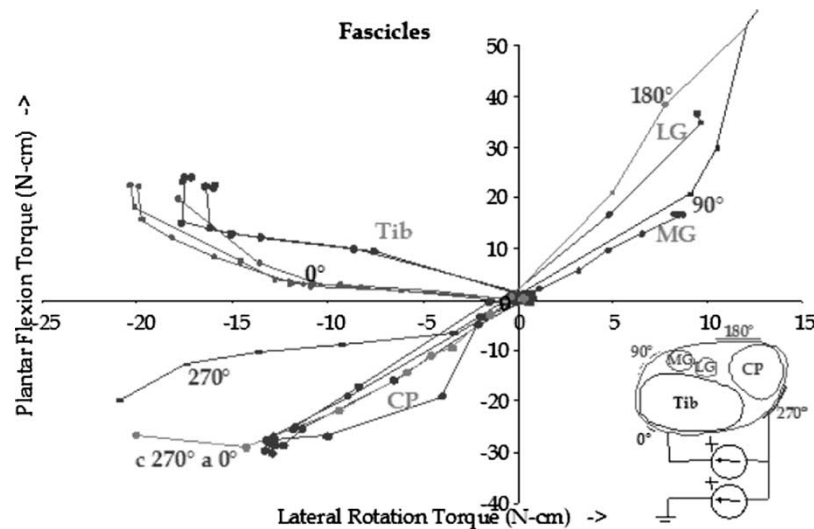 Fascicles
Plantar Flexion Torque (N-cm) ->
50
40
30
20
10
0
-10
-20
-30
-40
-25
-20
-15
-10
-5
0
5
10
15
180°
LG
90°
MG
Tib
0°
270°
CP
c 270° a 0°
Lateral Rotation Torque (N-cm) ->
180°
90°
MG
LG
CP
Tib
270°
0°
+
+